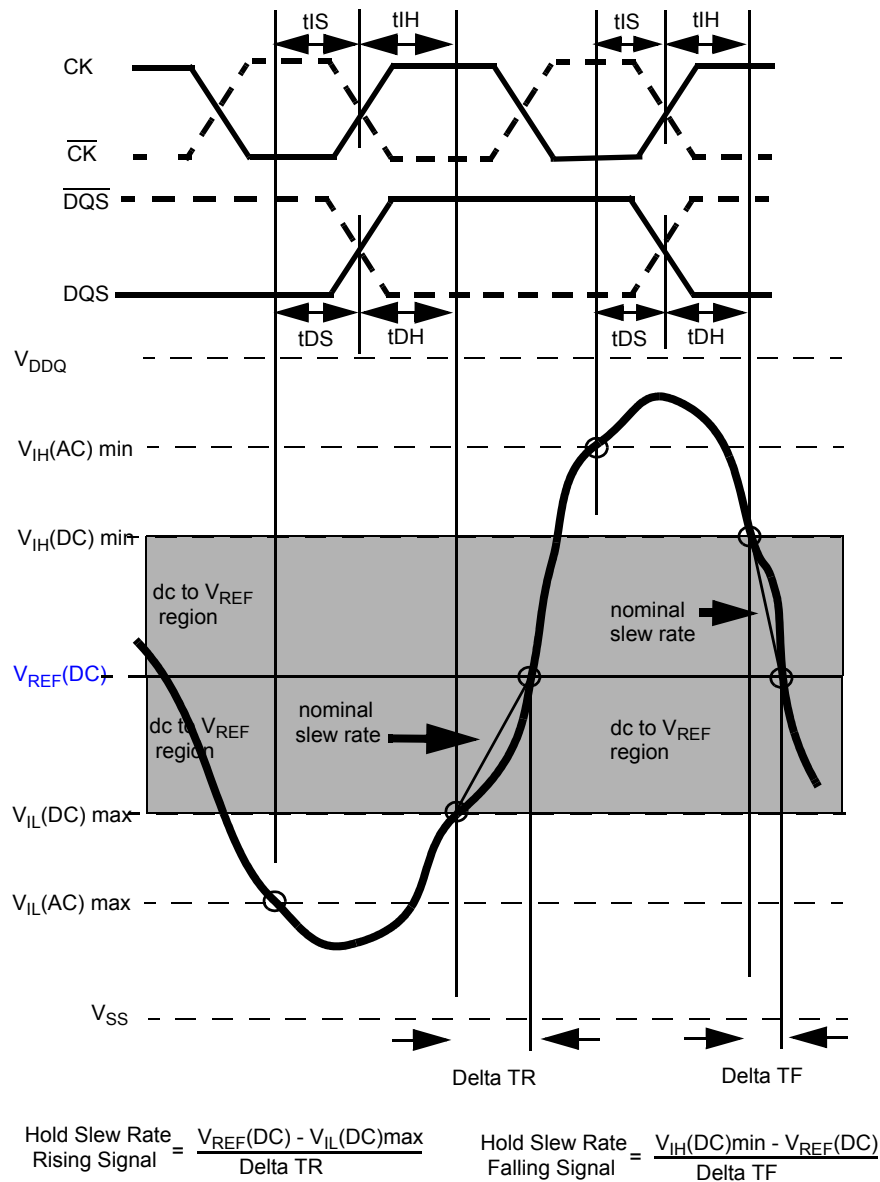 tIS tIH tIS tIH
CK
CK
DQS
DQS
tDS tDH tDS tDH
VDDQ
VIH(AC) min
VIH(DC) min
dc to VREF
region
nominal
slew rate
VREF(DC)
dc to VREF
region
nominal
slew rate
dc to VREF
region
VIL(DC) max
VIL(AC) max
VSS
Delta TR
Delta TF
Hold Slew Rate
Rising Signal
=
VREF(DC) - VIL(DC)max
Delta TR
Hold Slew Rate
Falling Signal
=
VIH(DC)min - VREF(DC)
Delta TF